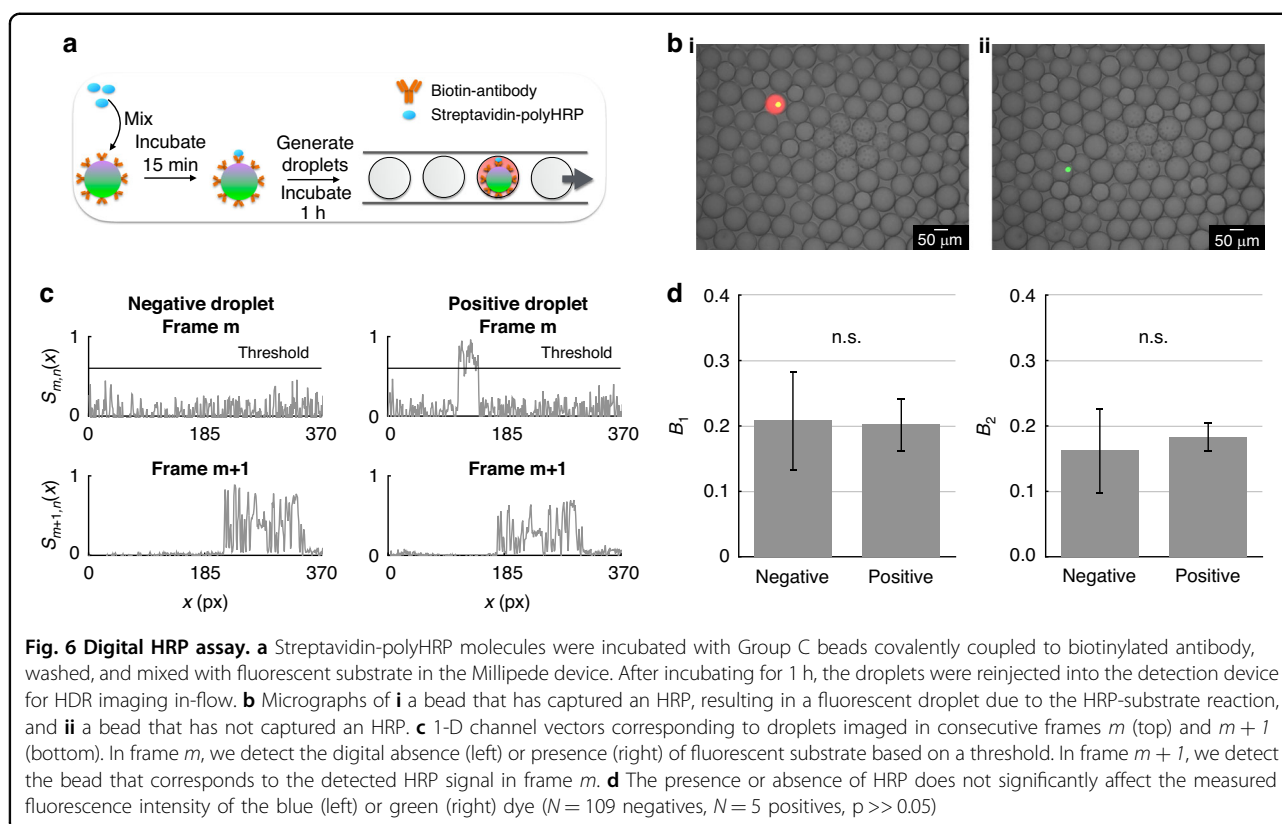 a
Biotin-antibody
Streptavidin-polyHRP
Mix
Incubate
15 min
Generate
droplets
Incubate
1 h
b i
50 µm
ii
50 µm
c
Negative droplet
Frame m
Positive droplet
Frame m
S m,n(x)
1
Threshold
0
0 185 370
1
Threshold
0
0 185 370
Frame m+1
Frame m+1
S m+1,n(x)
1
0
0 185 370
x (px)
1
0
0 185 370
x (px)
d
B1
0.4
0.3
0.2
0.1
0
n.s.
Negative Positive
B2
0.4
0.3
0.2
0.1
0.0
n.s.
Negative Positive
Fig. 6 Digital HRP assay. a Streptavidin-polyHRP molecules were incubated with Group C beads covalently coupled to biotinylated antibody,
washed, and mixed with fluorescent substrate in the Millipede device. After incubating for 1 h, the droplets were reinjected into the detection device
for HDR imaging in-flow. b Micrographs of i a bead that has captured an HRP, resulting in a fluorescent droplet due to the HRP-substrate reaction,
and ii a bead that has not captured an HRP. c 1-D channel vectors corresponding to droplets imaged in consecutive frames m (top) and m + 1
(bottom). In frame m, we detect the digital absence (left) or presence (right) of fluorescent substrate based on a threshold. In frame m + 1, we detect
the bead that corresponds to the detected HRP signal in frame m. d The presence or absence of HRP does not significantly affect the measured
fluorescence intensity of the blue (left) or green (right) dye (N = 109 negatives, N = 5 positives, p >> 0.05)